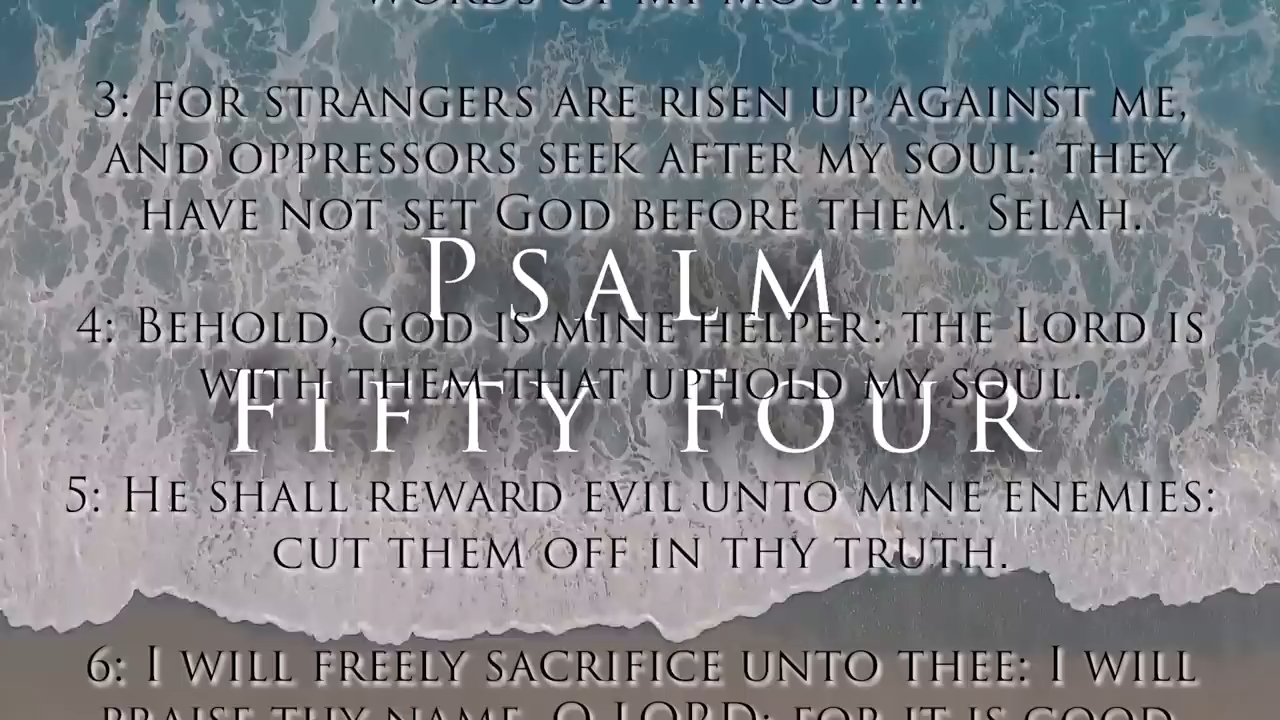 WORDS OF MY MOUTH.
3: FOR STRANGERS ARE RISEN UP AGAINST ME,
AND OPPRESSORS SEEK AFTER MY SOUL: THEY
HAVE NOT SET GOD BEFORE THEM. SELAH.
PSALM
4: BEHOLD, GOD IS MINE HELPER: THE LORD IS
WITH THEM THAT UPHOLD MY SOUL.
FIFTY FOUR
5: HE SHALL REWARD EVIL UNTO MINE ENEMIES:
CUT THEM OFF IN THY TRUTH.
6: I WILL FREELY SACRIFICE UNTO THEE: I WILL
PRAISE THY NAME, O LORD; FOR IT IS GOOD.